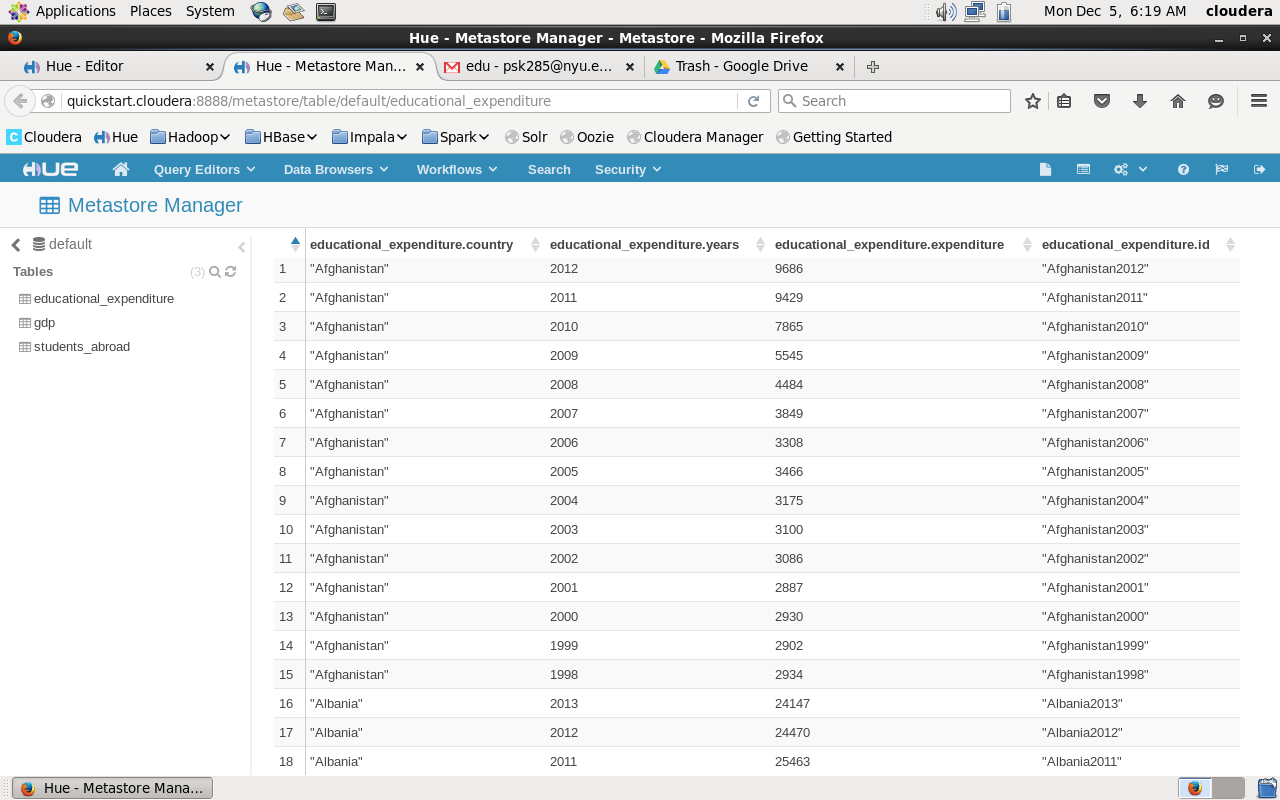 Applications Places System Mon Dec 5, 6:19 AM cloudera
Hue - Metastore Manager - Metastore - Mozilla Firefox
Hue - Editor Hue - Metastore Man... edu - psk285@nyu.e... Trash - Google Drive
quickstart.cloudera:8888/metastore/table/default/educational_expenditure Search
C Cloudera Hue Hadoop HBase Impala Spark Solr Oozie Cloudera Manager Getting Started
HUE Query Editors Data Browsers Workflows Search Security
Metastore Manager
default
Tables (3)
educational_expenditure
gdp
students_abroad
educational_expenditure.country educational_expenditure.years educational_expenditure.expenditure educational_expenditure.id
1 "Afghanistan" 2012 9686 "Afghanistan2012"
2 "Afghanistan" 2011 9429 "Afghanistan2011"
3 "Afghanistan" 2010 7865 "Afghanistan2010"
4 "Afghanistan" 2009 5545 "Afghanistan2009"
5 "Afghanistan" 2008 4484 "Afghanistan2008"
6 "Afghanistan" 2007 3849 "Afghanistan2007"
7 "Afghanistan" 2006 3308 "Afghanistan2006"
8 "Afghanistan" 2005 3466 "Afghanistan2005"
9 "Afghanistan" 2004 3175 "Afghanistan2004"
10 "Afghanistan" 2003 3100 "Afghanistan2003"
11 "Afghanistan" 2002 3086 "Afghanistan2002"
12 "Afghanistan" 2001 2887 "Afghanistan2001"
13 "Afghanistan" 2000 2930 "Afghanistan2000"
14 "Afghanistan" 1999 2902 "Afghanistan1999"
15 "Afghanistan" 1998 2934 "Afghanistan1998"
16 "Albania" 2013 24147 "Albania2013"
17 "Albania" 2012 24470 "Albania2012"
18 "Albania" 2011 25463 "Albania2011"
Hue - Metastore Mana...